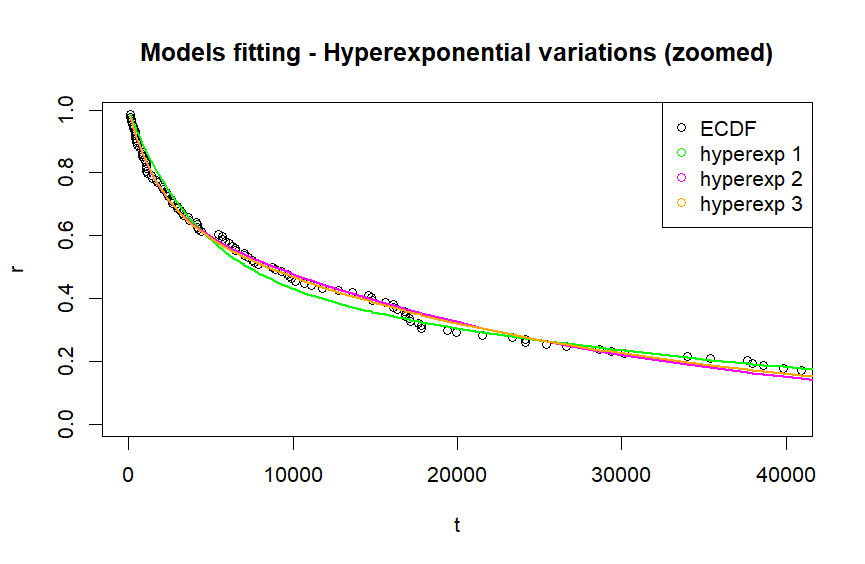 Models fitting - Hyperexponential variations (zoomed)
ECDF
hyperexp 1
hyperexp 2
hyperexp 3
1.0
0.8
0.6
0.4
0.2
0.0
r
0 10000 20000 30000 40000
t